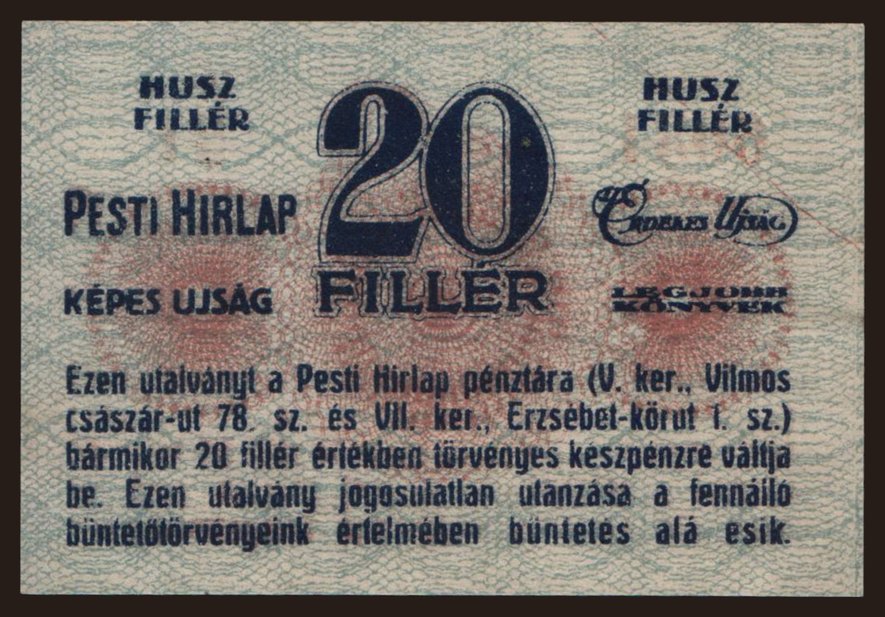 HUSZ
FILLÉR
20
FILLÉR
HUSZ
FILLÉR
PESTI HIRLAP
AZ ÉRDEKES UJSÁG
KÉPES UJSÁG
LEGJOBB
KÖNYVEK
Ezen utalványt a Pesti Hirlap pénztára (V. ker., Vilmos
császár-ut 78. sz. és VII. ker., Erzsébet-körut 1. sz.)
bármikor 20 fillér értékben törvényes készpénzre váltja
be. Ezen utalvány jogosulatlan utánzása a fennálló
büntetőtörvényeink értelmében büntetés alá esik.